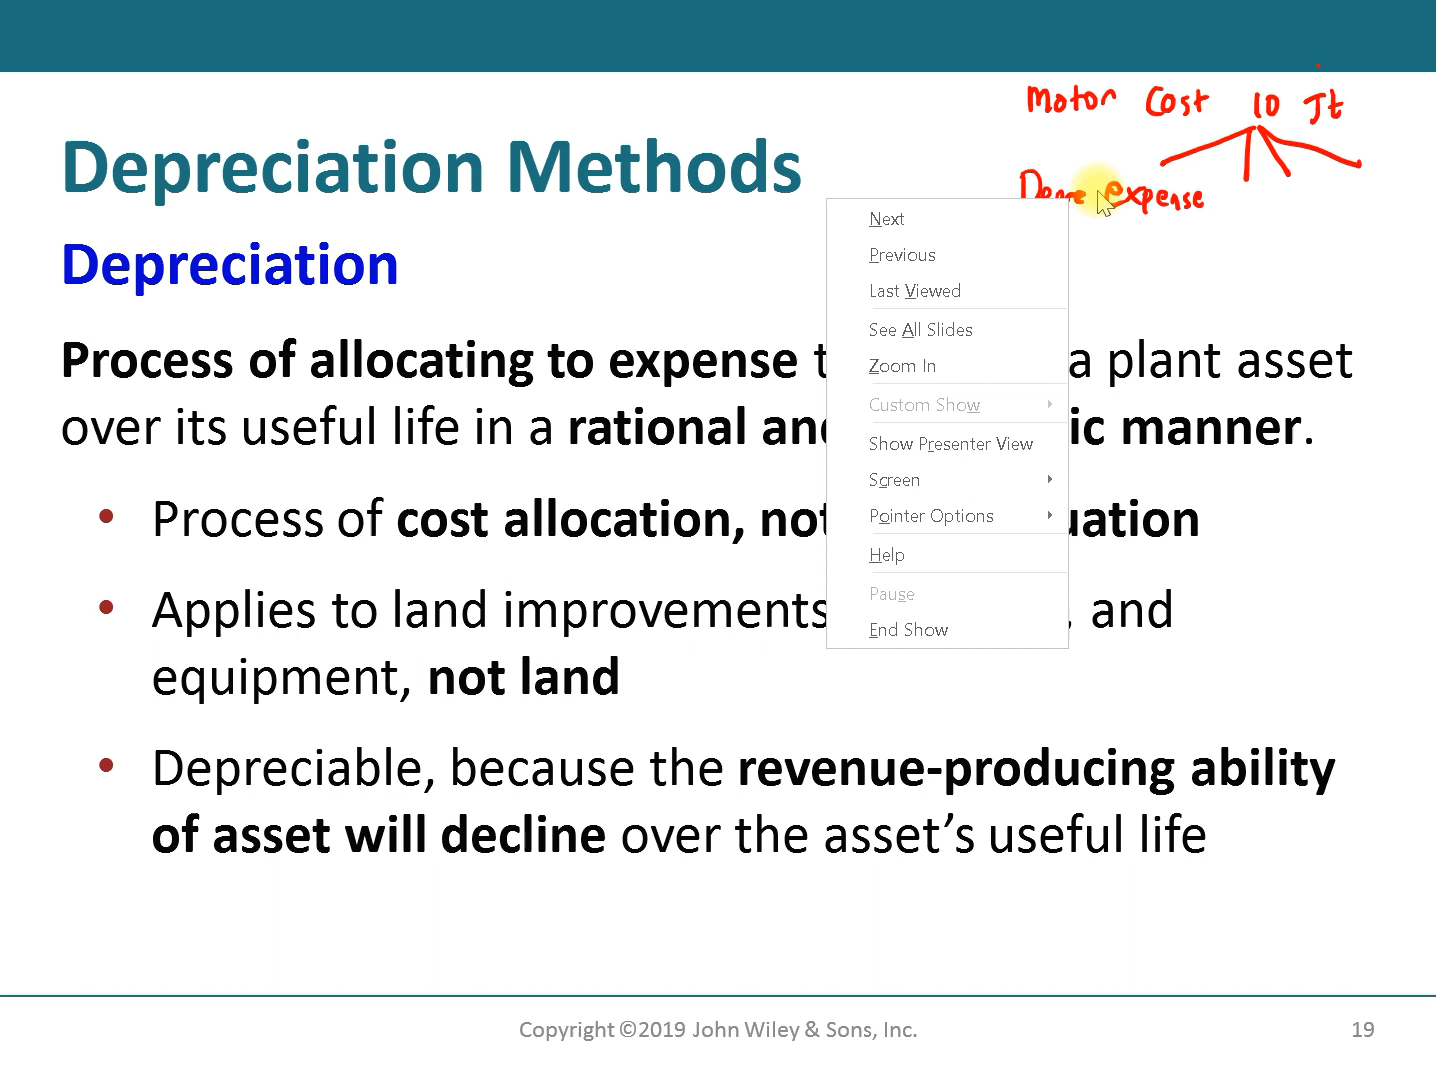 Motor Cost 10 Jt
Depreciation Methods
expense
Depreciation
Process of allocating to expense a plant asset
over its useful life in a rational manner.
• Process of cost allocation,
• Applies to land improvements , and
equipment, not land
• Depreciable, because the revenue-producing ability
of asset will decline over the asset’s useful life
Next
Previous
Last Viewed
See All Slides
Zoom In
Custom Show
Show Presenter View
Screen
Pointer Options
Help
Pause
End Show
Copyright ©2019 John Wiley & Sons, Inc. 19